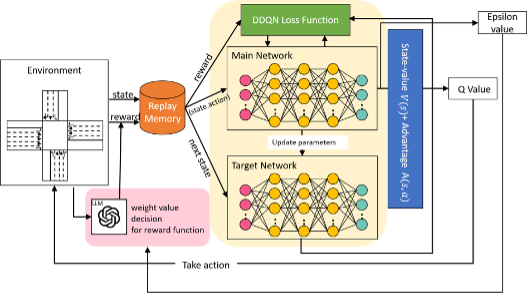 DDQN Loss Function
Epsilon
value
Environment
reward
Main Network
state
reward
Replay
Memory
(state,action)
State-value V(s)+ Advantage A(s,a)
Q Value
Update parameters
next state
Target Network
LLM
weight value
decision
for reward function
Take action